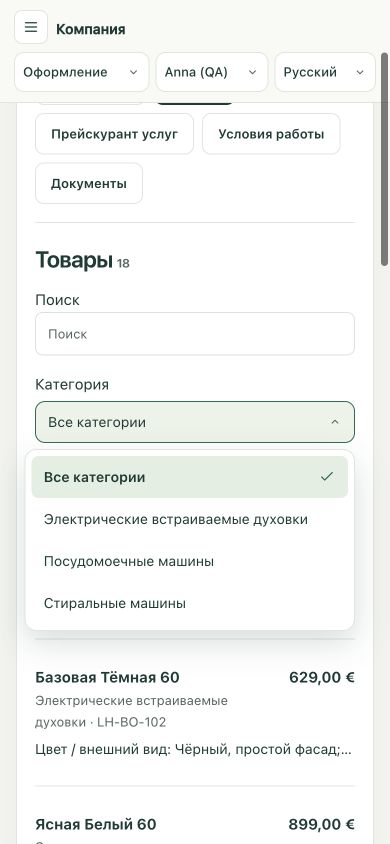 Компания
Оформление
Anna (QA)
Русский
Прейскурант услуг
Условия работы
Документы
Товары 18
Поиск
Поиск
Категория
Все категории
Все категории
Электрические встраиваемые духовки
Посудомоечные машины
Стиральные машины
Базовая Тёмная 60 629,00 €
Электрические встраиваемые
духовки · LH-BO-102
Цвет / внешний вид: Чёрный, простой фасад;...
Ясная Белый 60 899,00 €